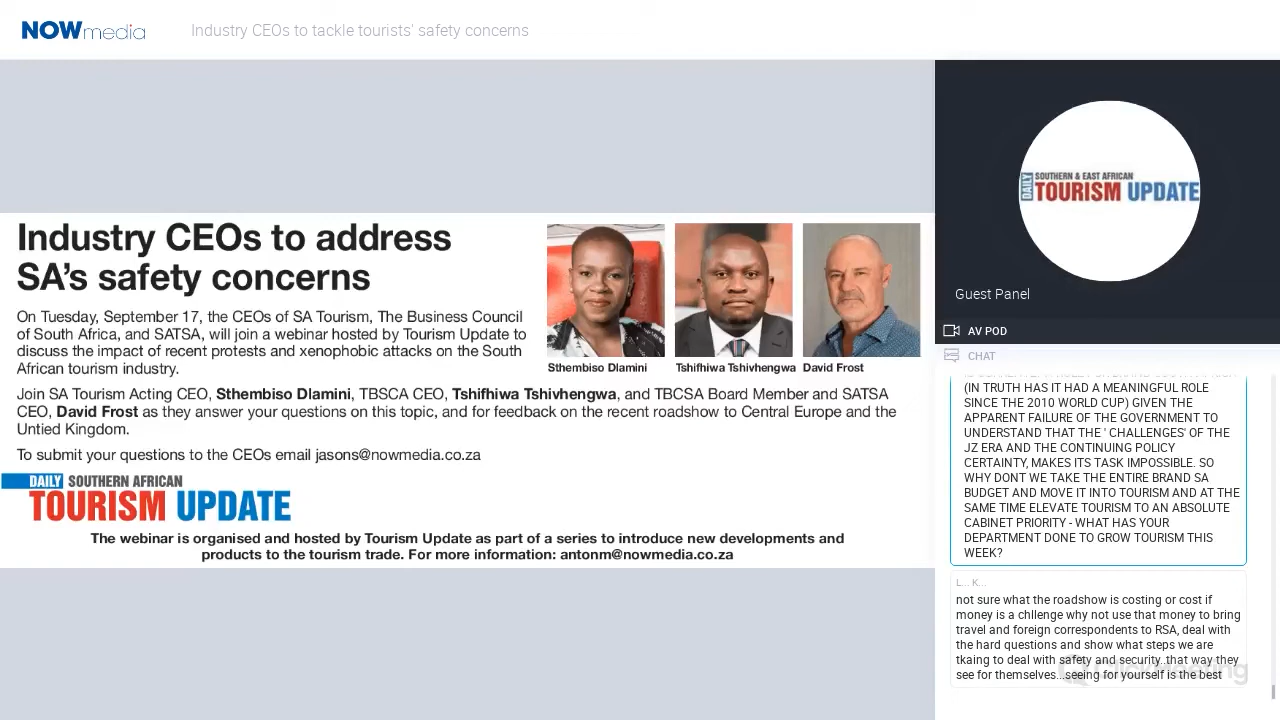 NOWmedia
Industry CEOs to tackle tourists' safety concerns
Industry CEOs to address
SA's safety concerns
On Tuesday, September 17, the CEOs of SA Tourism, The Business Council
of South Africa, and SATSA, will join a webinar hosted by Tourism Update to
discuss the impact of recent protests and xenophobic attacks on the South
African tourism industry.
Sthembiso Dlamini
Tshifhiwa Tshivhengwa
David Frost
Join SA Tourism Acting CEO, Sthembiso Dlamini, TBSCA CEO, Tshifhiwa Tshivhengwa, and TBCSA Board Member and SATSA
CEO, David Frost as they answer your questions on this topic, and for feedback on the recent roadshow to Central Europe and the
Untied Kingdom.
To submit your questions to the CEOs email jasons@nowmedia.co.za
DAILY SOUTHERN AFRICAN
TOURISM UPDATE
The webinar is organised and hosted by Tourism Update as part of a series to introduce new developments and
products to the tourism trade. For more information: antonm@nowmedia.co.za
DAILY
SOUTHERN & EAST AFRICAN
TOURISM UPDATE
Guest Panel
AV POD
CHAT
(IN TRUTH HAS IT HAD A MEANINGFUL ROLE
SINCE THE 2010 WORLD CUP) GIVEN THE
APPARENT FAILURE OF THE GOVERNMENT TO
UNDERSTAND THAT THE ' CHALLENGES' OF THE
JZ ERA AND THE CONTINUING POLICY
CERTAINTY, MAKES ITS TASK IMPOSSIBLE. SO
WHY DONT WE TAKE THE ENTIRE BRAND SA
BUDGET AND MOVE IT INTO TOURISM AND AT THE
SAME TIME ELEVATE TOURISM TO AN ABSOLUTE
CABINET PRIORITY - WHAT HAS YOUR
DEPARTMENT DONE TO GROW TOURISM THIS
WEEK?
L... K...
not sure what the roadshow is costing or cost if
money is a chllenge why not use that money to bring
travel and foreign correspondents to RSA, deal with
the hard questions and show what steps we are
tkaing to deal with safety and security..that way they
see for themselves...seeing for yourself is the best
ClickMeeting